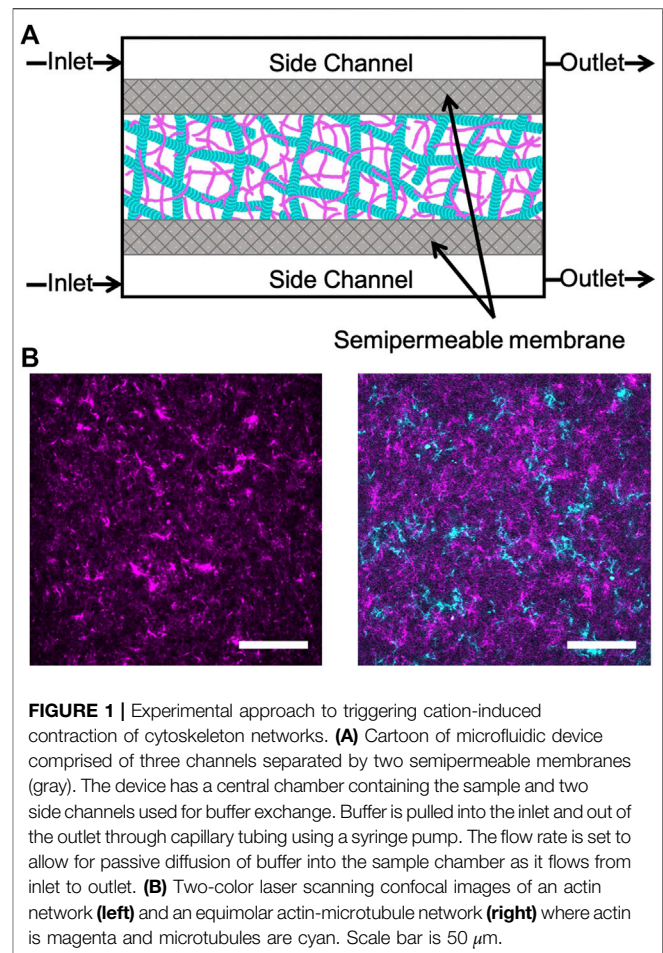 A
Inlet
Side Channel
Outlet
Inlet
Side Channel
Outlet
Semipermeable membrane
B
FIGURE 1 | Experimental approach to triggering cation-induced
contraction of cytoskeleton networks. (A) Cartoon of microfluidic device
comprised of three channels separated by two semipermeable membranes
(gray). The device has a central chamber containing the sample and two
side channels used for buffer exchange. Buffer is pulled into the inlet and out of
the outlet through capillary tubing using a syringe pump. The flow rate is set to
allow for passive diffusion of buffer into the sample chamber as it flows from
inlet to outlet. (B) Two-color laser scanning confocal images of an actin
network (left) and an equimolar actin-microtubule network (right) where actin
is magenta and microtubules are cyan. Scale bar is 50 μm.